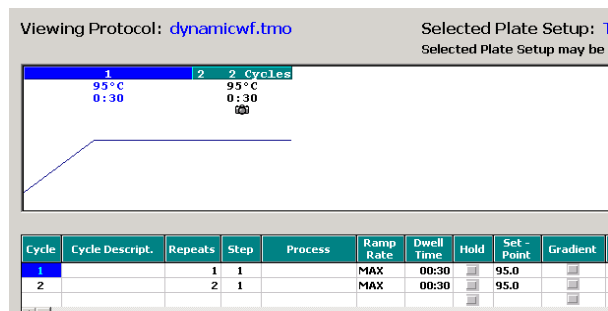 Viewing Protocol: dynamicwf.tmo Selected Plate Setup:
Selected Plate Setup may be
1 2 2 Cycles
95°C 95°C
0:30 0:30
Cycle Cycle Descript. Repeats Step Process Ramp Rate Dwell Time Hold Set - Point Gradient
1 1 1 MAX 00:30 95.0
2 2 1 MAX 00:30 95.0